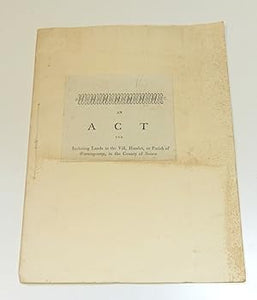 AN
ACT
FOR
Inclosing Lands in the Vill, Hamlet, or Parish of
in the County of